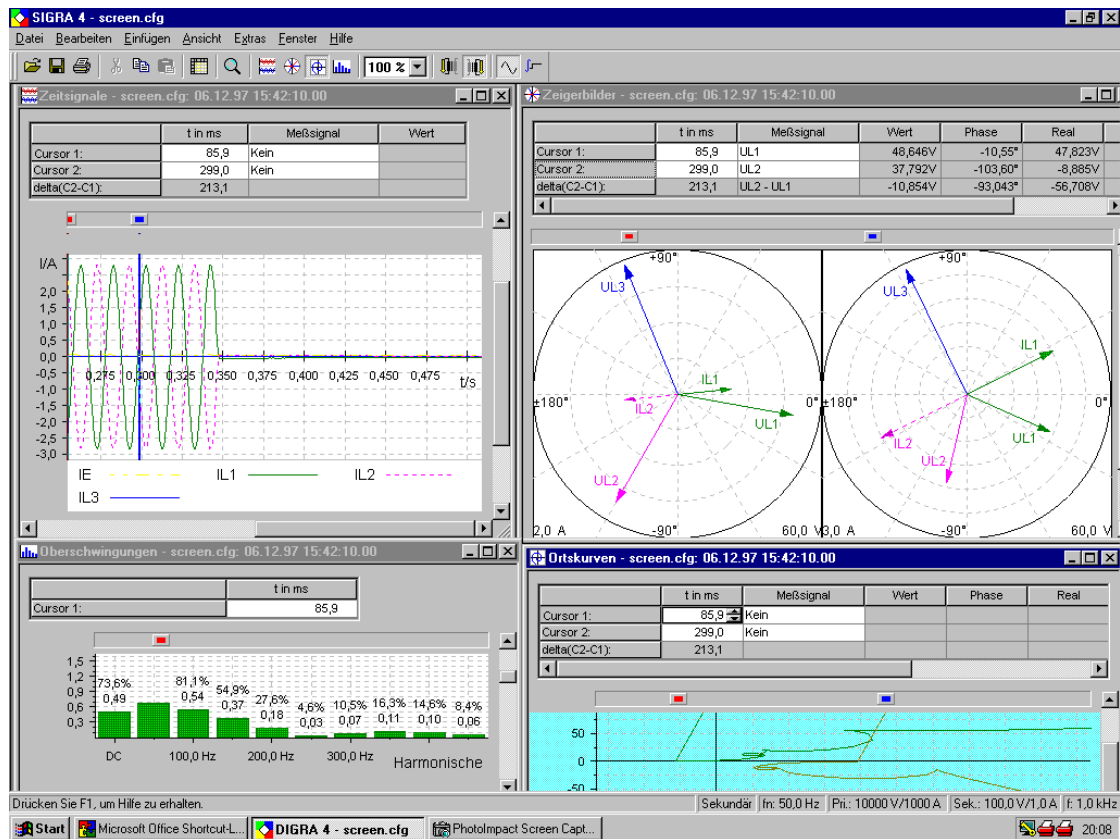 SIGRA 4 - screen.cfg
Datei Bearbeiten Einfügen Ansicht Extras Fenster Hilfe
100 %
Zeitsignale - screen.cfg: 06.12.97 15:42:10.00
t in ms Meßsignal Wert
Cursor 1: 85,9 Kein
Cursor 2: 299,0 Kein
delta(C2-C1): 213,1
I/A
2,0
1,5
1,0
0,5
0,0
-0,5
-1,0
-1,5
-2,0
-2,5
-3,0
0,275 0,300 0,325 0,350 0,375 0,400 0,425 0,450 0,475
t/s
IE IL1 IL2
IL3
Zeigerbilder - screen.cfg: 06.12.97 15:42:10.00
t in ms Meßsignal Wert Phase Real
Cursor 1: 85,9 UL1 48,646V -10,55° 47,823V
Cursor 2: 299,0 UL2 37,792V -103,60° -8,885V
delta(C2-C1): 213,1 UL2 - UL1 -10,854V -93,043° -56,708V
+90° +90°
UL3 UL3
IL1 IL1
±180° 0° ±180° 0°
IL2 UL1 IL2 UL1
UL2 UL2
2,0 A -90° 60,0 V 3,0 A -90° 60,0 V
Oberschwingungen - screen.cfg: 06.12.97 15:42:10.00
t in ms
Cursor 1: 85,9
1,5
1,2
0,9
0,6
0,3
73,6% 81,1% 54,9% 27,6% 4,6% 10,5% 16,3% 14,6% 8,4%
0,49 0,54 0,37 0,18 0,03 0,07 0,11 0,10 0,06
DC 100,0 Hz 200,0 Hz 300,0 Hz Harmonische
Ortskurven - screen.cfg: 06.12.97 15:42:10.00
t in ms Meßsignal Wert Phase Real
Cursor 1: 85,9 Kein
Cursor 2: 299,0 Kein
delta(C2-C1): 213,1
50
0
-50
Drücken Sie F1, um Hilfe zu erhalten. Sekundär fn: 50,0 Hz Pri.: 10000 V/1000 A Sek.: 100,0 V/1,0 A f: 1,0 kHz
Start Microsoft Office Shortcut-L... DIGRA 4 - screen.cfg PhotoImpact Screen Capt... 20:08